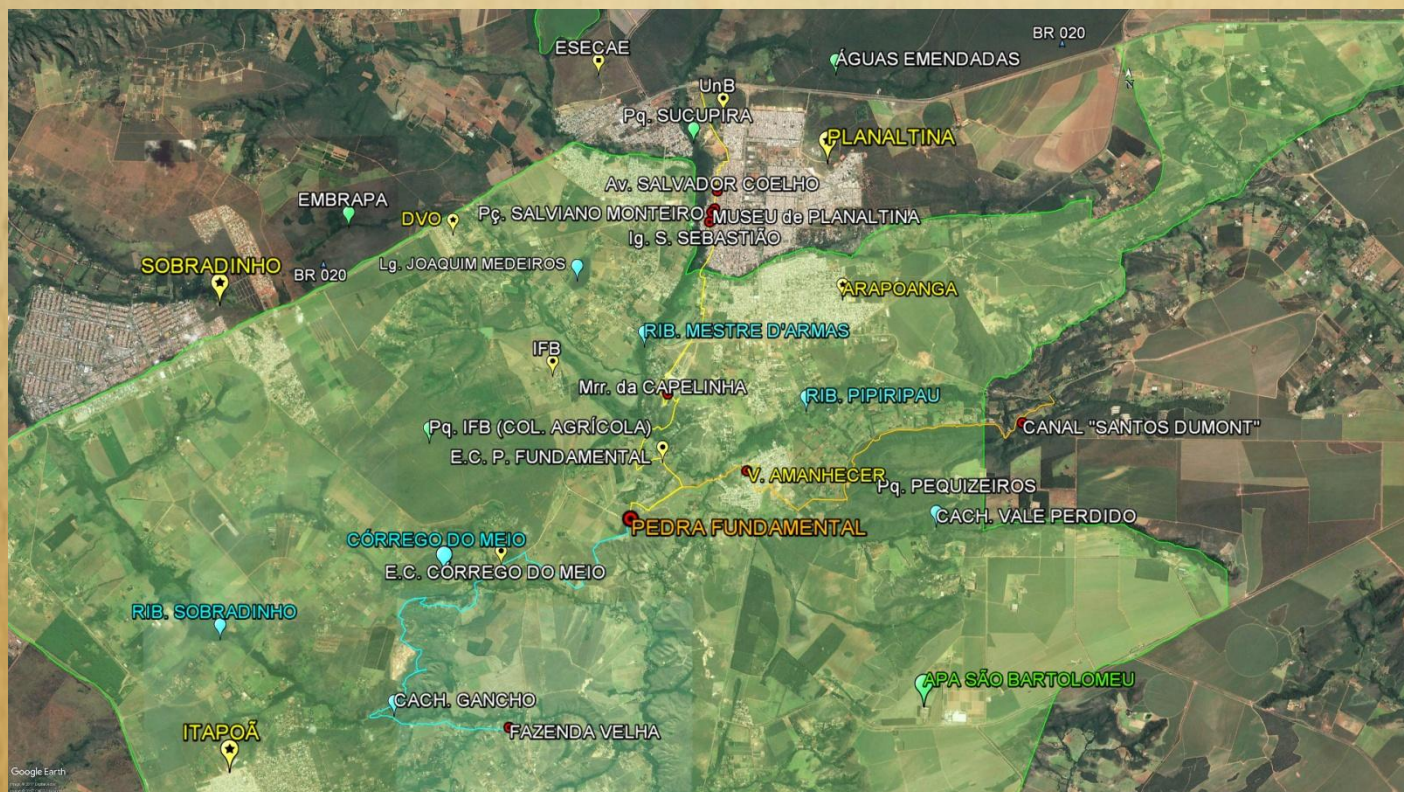 BR 020
ESECAE
ÁGUAS EMENDADAS
N
UnB
Pq. SUCUPIRA
PLANALTINA
Av. SALVADOR COELHO
EMBRAPA
DVO
Pç. SALVIANO MONTEIRO
MUSEU de PLANALTINA
Ig. S. SEBASTIÃO
SOBRADINHO
BR 020
Lg. JOAQUIM MEDEIROS
ARAPOANGA
RIB. MESTRE D'ARMAS
IFB
Mrr. da CAPELINHA
RIB. PIPIRIPAU
Pq. IFB (COL. AGRÍCOLA)
CANAL "SANTOS DUMONT"
E.C. P. FUNDAMENTAL
V. AMANHECER
Pq. PEQUIZEIROS
CACH. VALE PERDIDO
PEDRA FUNDAMENTAL
CÓRREGO DO MEIO
E.C. CÓRREGO DO MEIO
RIB. SOBRADINHO
APA SÃO BARTOLOMEU
CACH. GANCHO
FAZENDA VELHA
ITAPOÃ
Google Earth